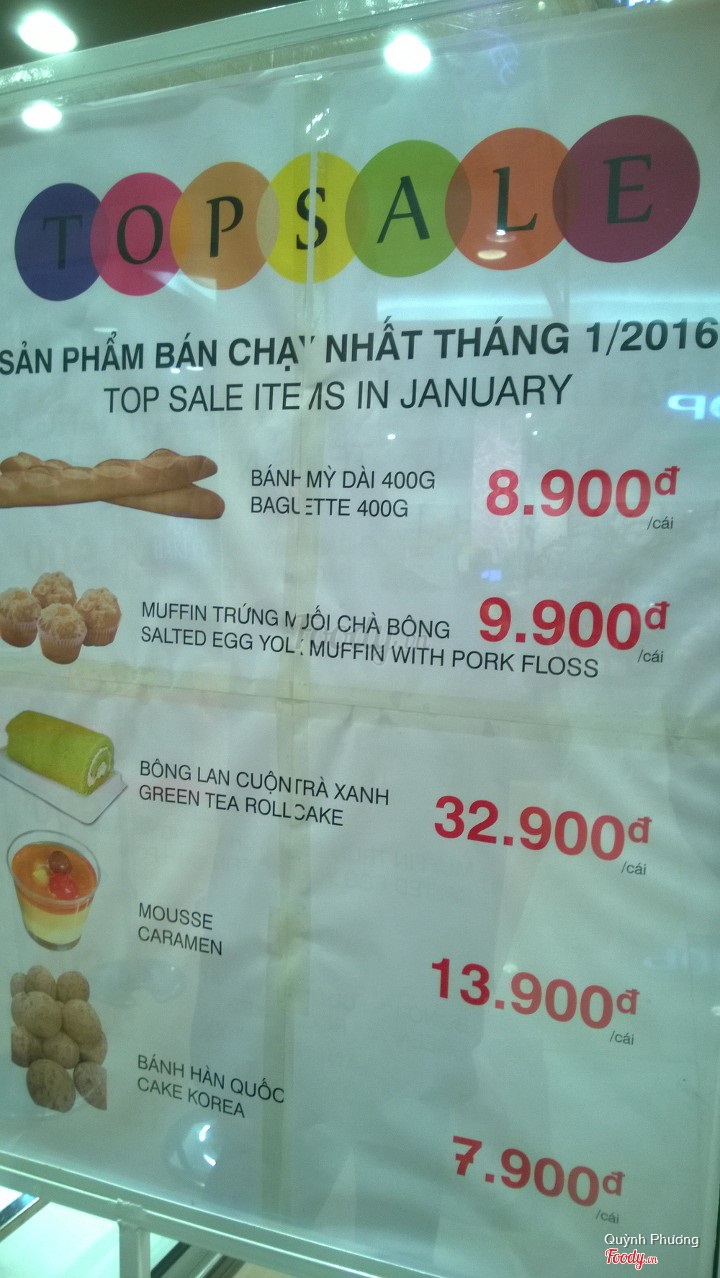 TOPSALE
SẢN PHẨM BÁN CHẠY NHẤT THÁNG 1/2016
TOP SALE ITEMS IN JANUARY
BÁNH MỲ DÀI 400G
BAGUETTE 400G
8.900đ
/cái
MUFFIN TRỨNG MUỐI CHÀ BÔNG
SALTED EGG YOLK MUFFIN WITH PORK FLOSS
9.900đ
/cái
BÔNG LAN CUỘN TRÀ XANH
GREEN TEA ROLL CAKE
32.900đ
/cái
MOUSSE
CARAMEN
13.900đ
/cái
BÁNH HÀN QUỐC
CAKE KOREA
7.900đ
/cái
Quỳnh Phương
Foody.vn